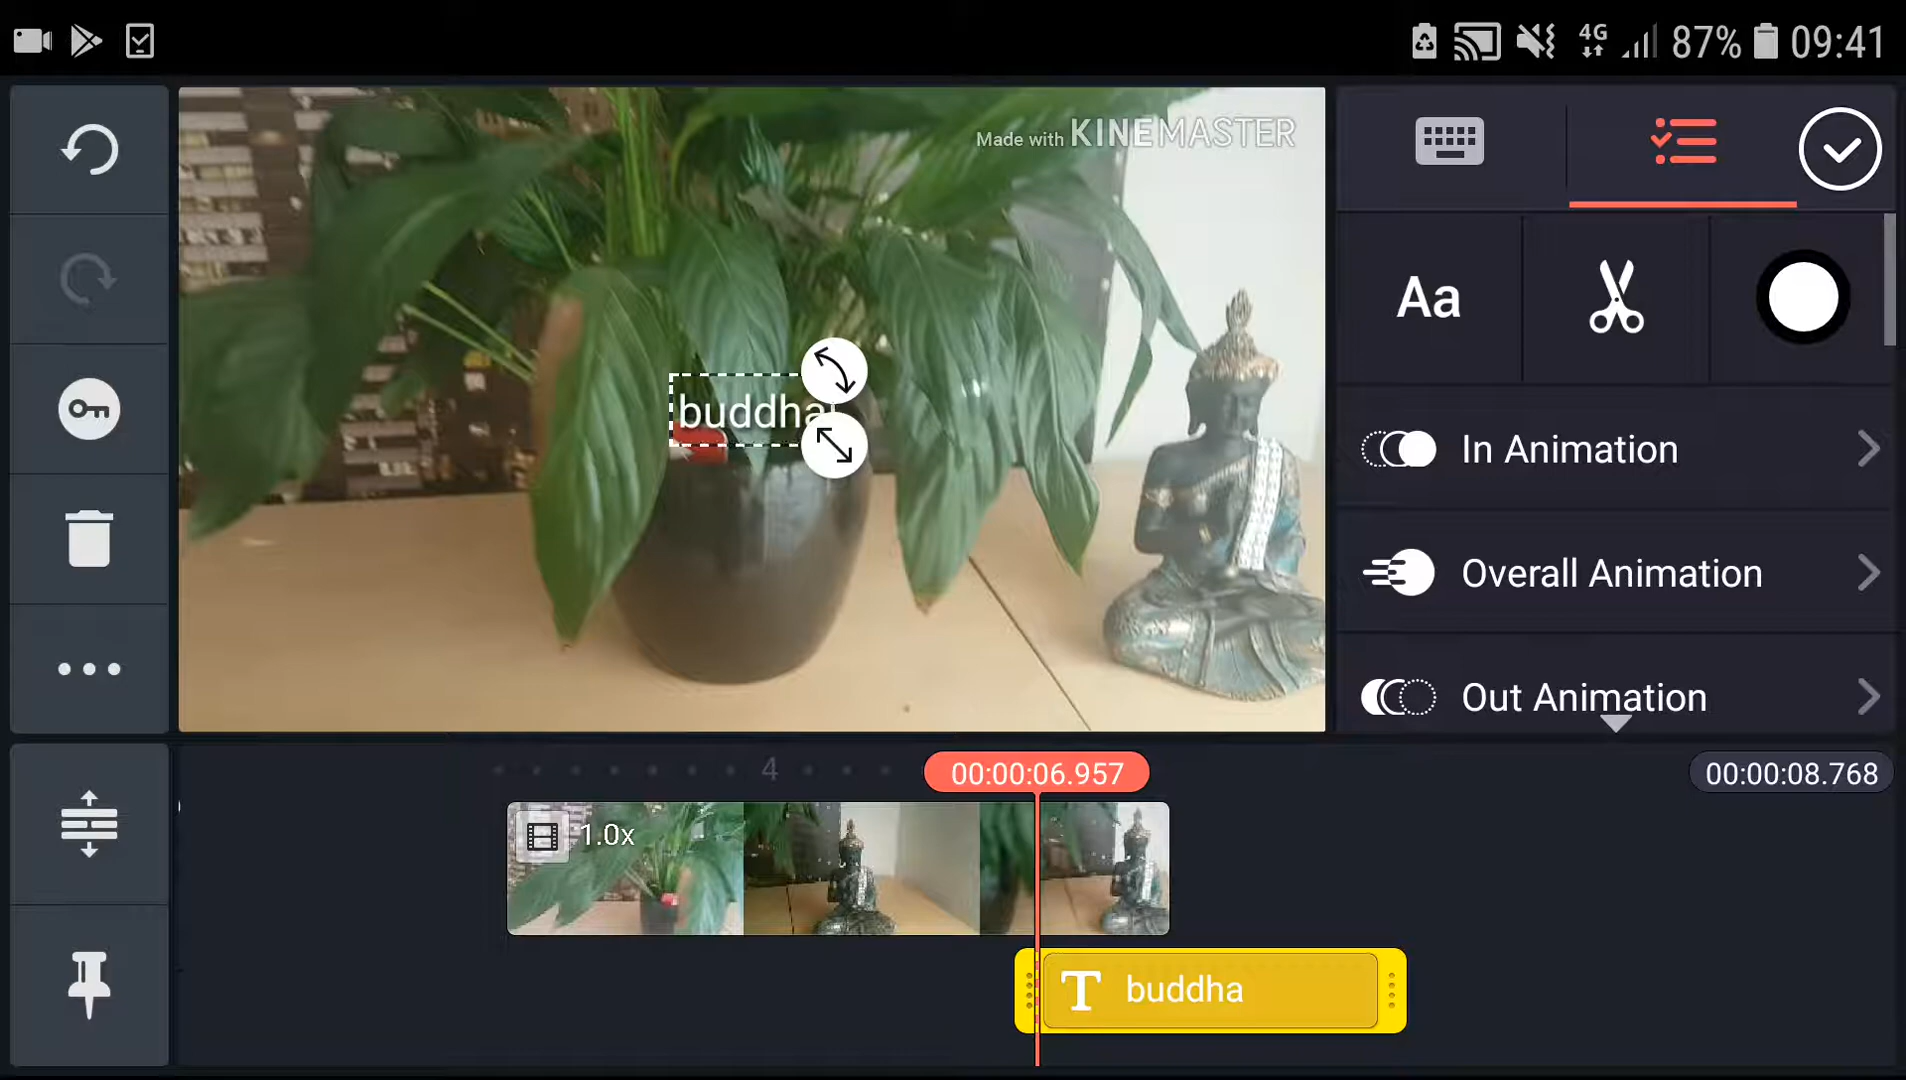 4G 87% 09:41
Made with KINEMASTER
buddha
Aa
In Animation
Overall Animation
Out Animation
4
00:00:06.957
00:00:08.768
1.0x
T buddha